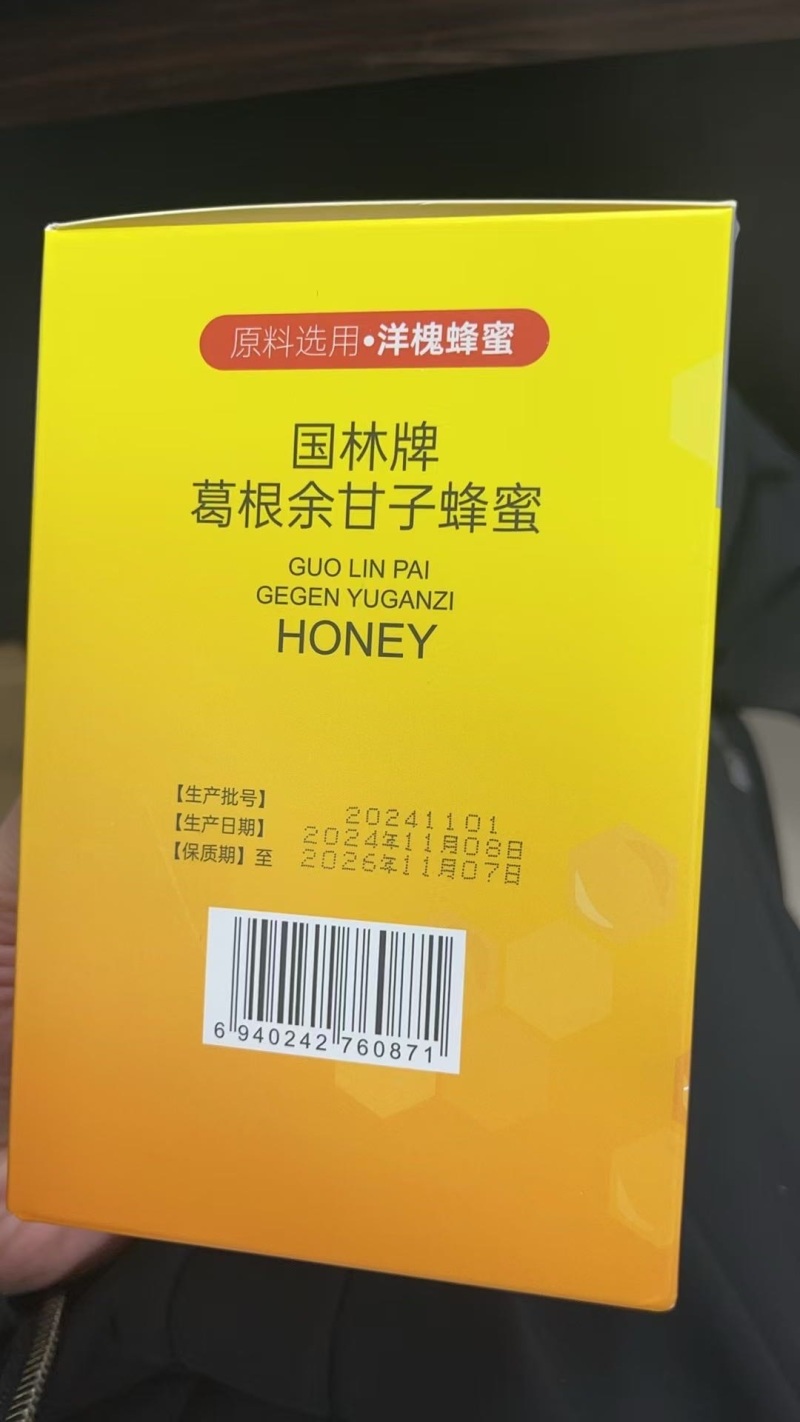 原料选用•洋槐蜂蜜
国林牌
葛根余甘子蜂蜜
GUO LIN PAI
GEGEN YUGANZI
HONEY
【生产批号】 20241101
【生产日期】 2024年11月08日
【保质期】至 2026年11月07日
6 940242 760871